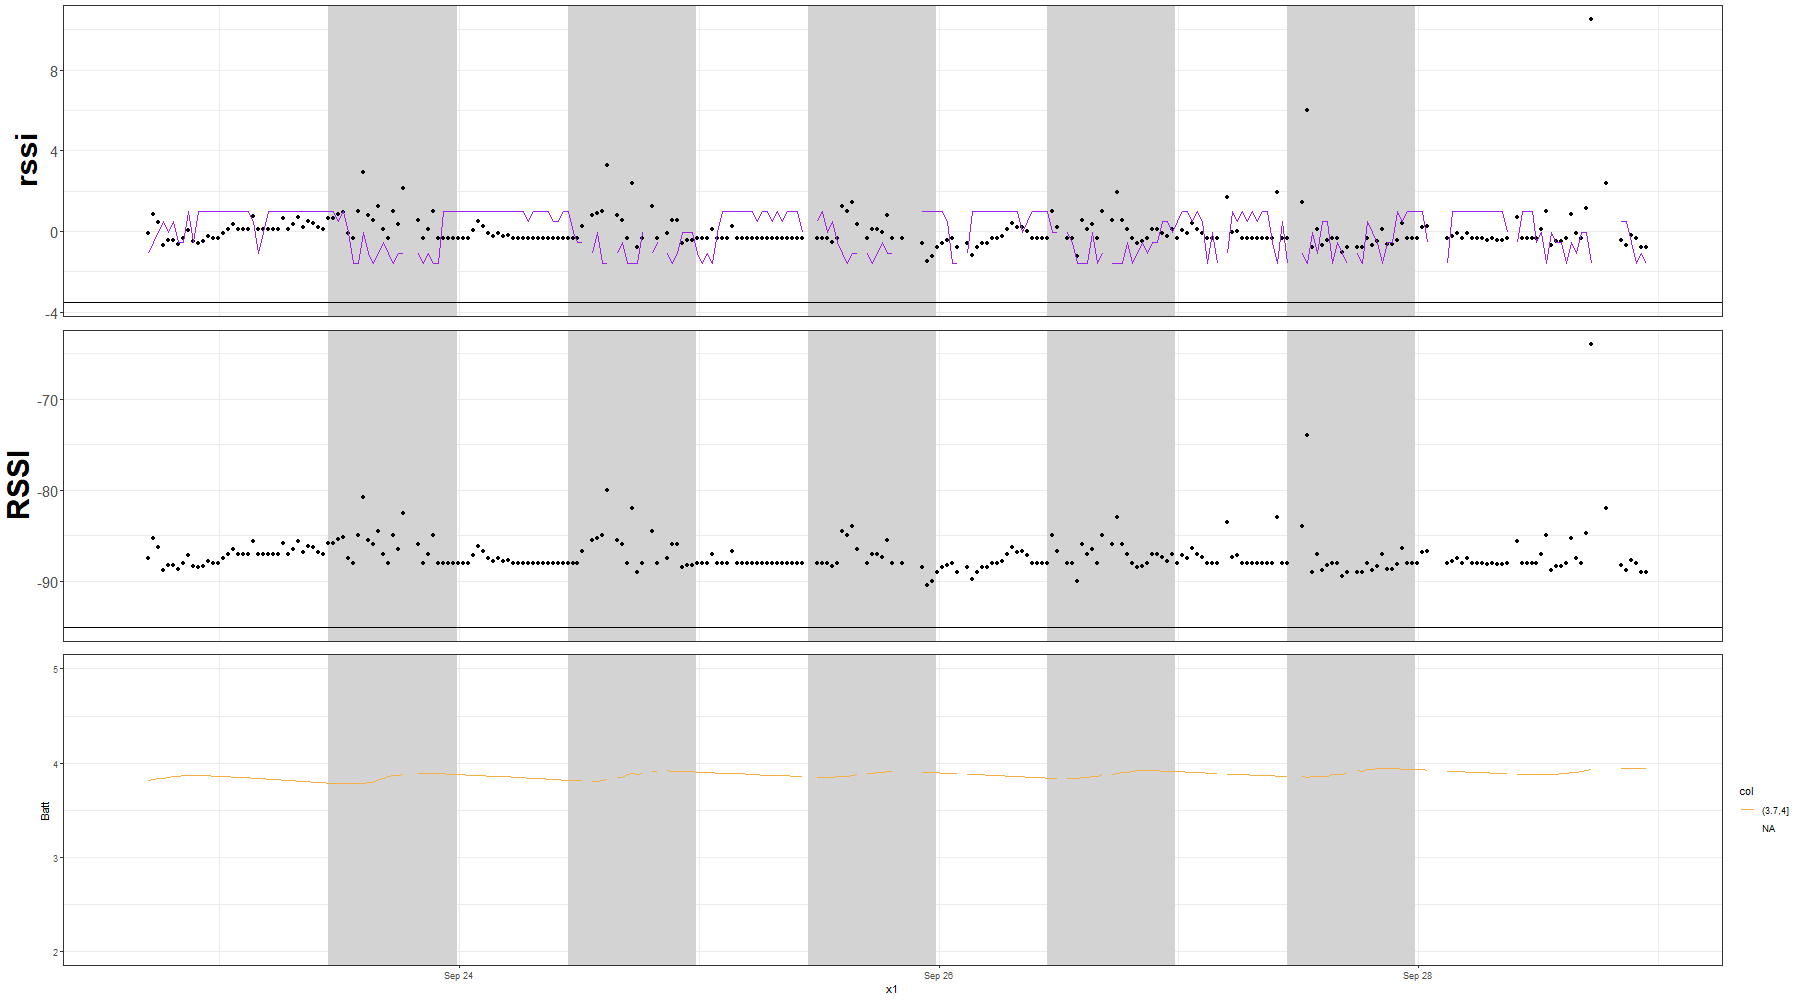 rssi
8
4
0
-4
RSSI
-70
-80
-90
Batt
5
4
3
2
Sep 24
Sep 26
Sep 28
x1
col
(3.7,4]
NA